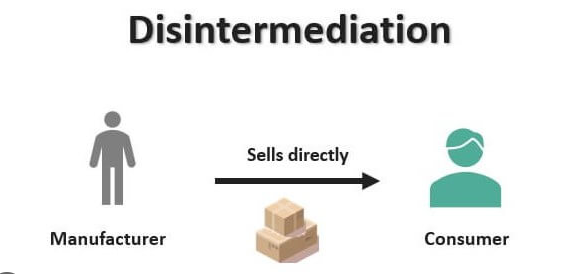 Disintermediation
Sells directly
Manufacturer
Consumer